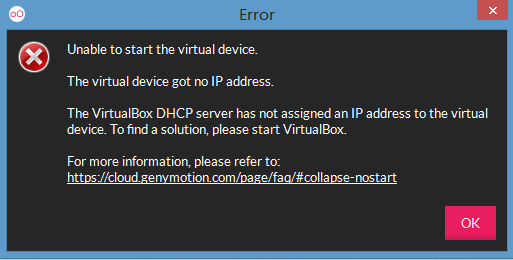 Error
Unable to start the virtual device.
The virtual device got no IP address.
The VirtualBox DHCP server has not assigned an IP address to the virtual
device. To find a solution, please start VirtualBox.
For more information, please refer to:
https://cloud.genymotion.com/page/faq/#collapse-nostart
OK